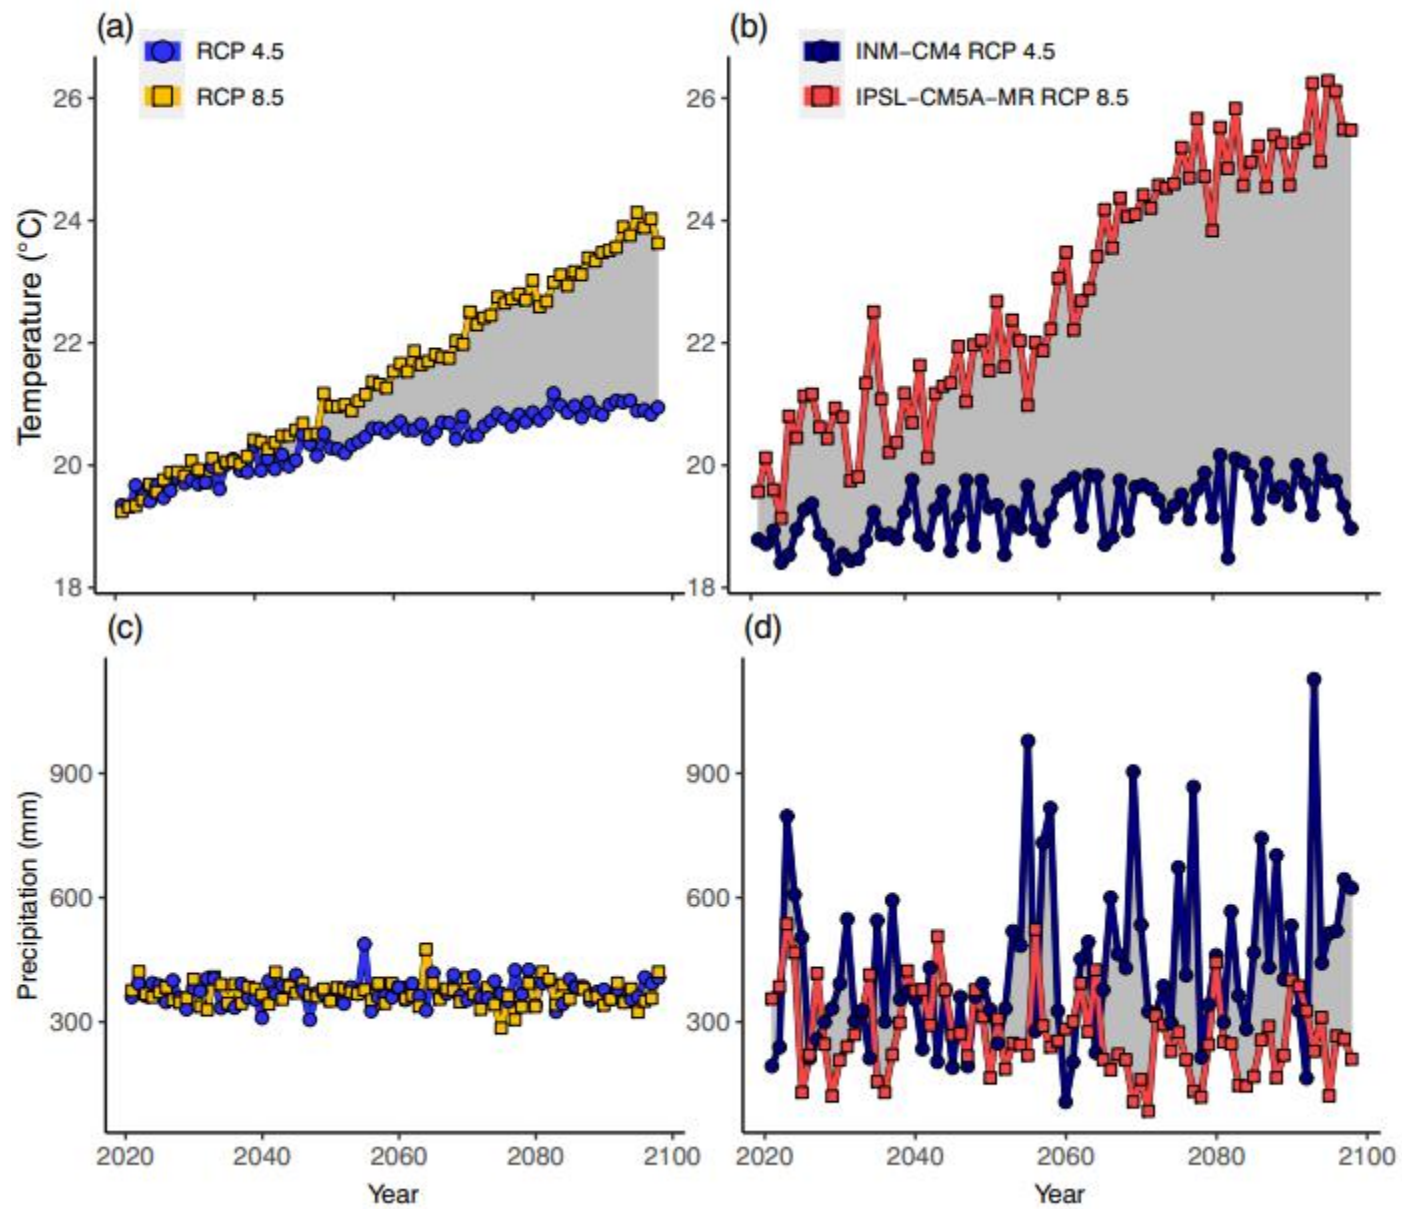 (a)
RCP 4.5
RCP 8.5
(b)
INM−CM4 RCP 4.5
IPSL−CM5A−MR RCP 8.5
Temperature (°C)
26
24
22
20
18
26
24
22
20
18
(c)
(d)
Precipitation (mm)
900
600
300
900
600
300
2020 2040 2060 2080 2100
2020 2040 2060 2080 2100
Year
Year